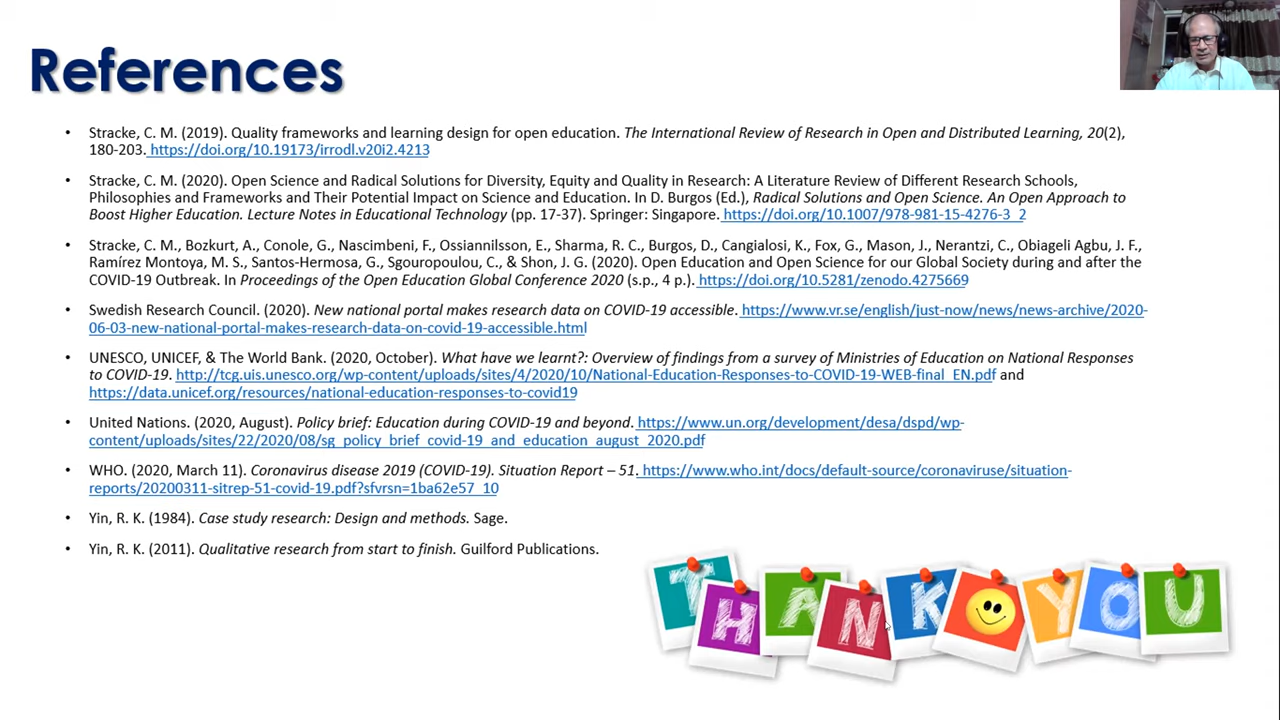 References
• Stracke, C. M. (2019). Quality frameworks and learning design for open education. The International Review of Research in Open and Distributed Learning, 20(2),
180-203. https://doi.org/10.19173/irrodl.v20i2.4213
• Stracke, C. M. (2020). Open Science and Radical Solutions for Diversity, Equity and Quality in Research: A Literature Review of Different Research Schools,
Philosophies and Frameworks and Their Potential Impact on Science and Education. In D. Burgos (Ed.), Radical Solutions and Open Science. An Open Approach to
Boost Higher Education. Lecture Notes in Educational Technology (pp. 17-37). Springer: Singapore. https://doi.org/10.1007/978-981-15-4276-3_2
• Stracke, C. M., Bozkurt, A., Conole, G., Nascimbeni, F., Ossiannilsson, E., Sharma, R. C., Burgos, D., Cangialosi, K., Fox, G., Mason, J., Nerantzi, C., Obiageli Agbu, J. F.,
Ramírez Montoya, M. S., Santos-Hermosa, G., Sgouropoulou, C., & Shon, J. G. (2020). Open Education and Open Science for our Global Society during and after the
COVID-19 Outbreak. In Proceedings of the Open Education Global Conference 2020 (s.p., 4 p.). https://doi.org/10.5281/zenodo.4275669
• Swedish Research Council. (2020). New national portal makes research data on COVID-19 accessible. https://www.vr.se/english/just-now/news/news-archive/2020-
06-03-new-national-portal-makes-research-data-on-covid-19-accessible.html
• UNESCO, UNICEF, & The World Bank. (2020, October). What have we learnt?: Overview of findings from a survey of Ministries of Education on National Responses
to COVID-19. http://tcg.uis.unesco.org/wp-content/uploads/sites/4/2020/10/National-Education-Responses-to-COVID-19-WEB-final_EN.pdf and
https://data.unicef.org/resources/national-education-responses-to-covid19
• United Nations. (2020, August). Policy brief: Education during COVID-19 and beyond. https://www.un.org/development/desa/dspd/wp-
content/uploads/sites/22/2020/08/sg_policy_brief_covid-19_and_education_august_2020.pdf
• WHO. (2020, March 11). Coronavirus disease 2019 (COVID-19). Situation Report – 51. https://www.who.int/docs/default-source/coronaviruse/situation-
reports/20200311-sitrep-51-covid-19.pdf?sfvrsn=1ba62e57_10
• Yin, R. K. (1984). Case study research: Design and methods. Sage.
• Yin, R. K. (2011). Qualitative research from start to finish. Guilford Publications.
THANK YOU